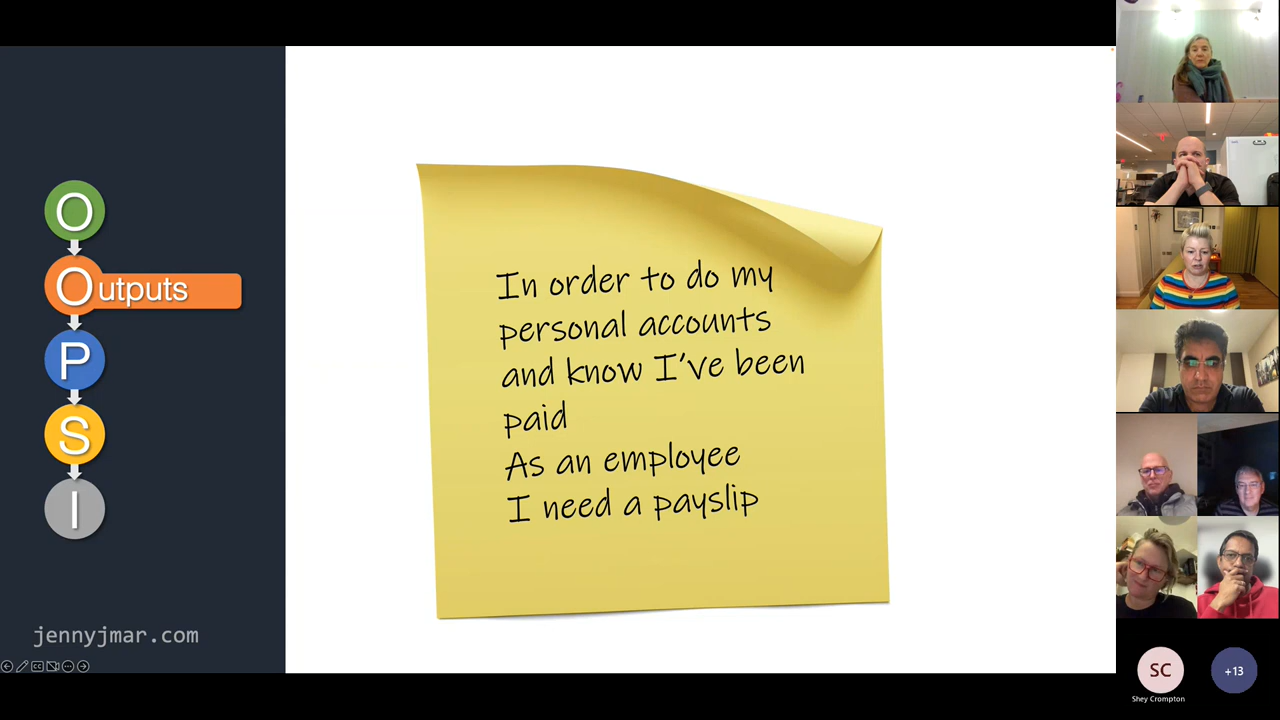 O
Outputs
P
S
I
jennyjmar.com
In order to do my
personal accounts
and know I've been
paid
As an employee
I need a payslip
SC
Shey Crompton
+13